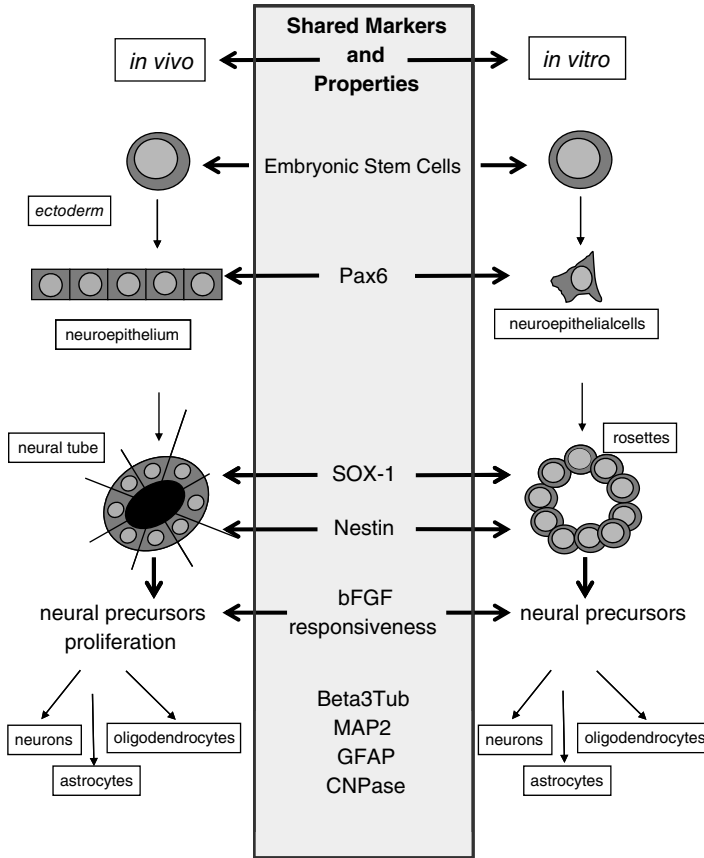 Shared Markers
and
Properties
in vivo
in vitro
Embryonic Stem Cells
ectoderm
Pax6
neuroepithelium
neuroepithelialcells
neural tube
rosettes
SOX-1
Nestin
bFGF
responsiveness
neural precursors
proliferation
neural precursors
Beta3Tub
MAP2
GFAP
CNPase
neurons
oligodendrocytes
astrocytes
neurons
oligodendrocytes
astrocytes